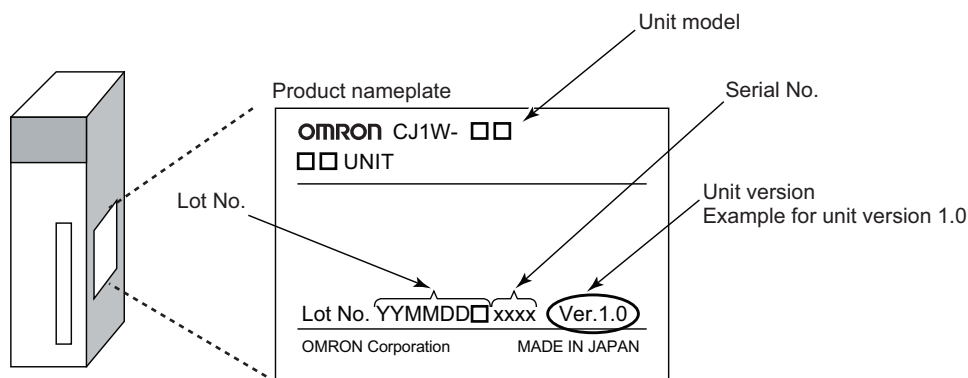 Unit model
Product nameplate
Serial No.
OMRON CJ1W- □□
□□ UNIT
Lot No.
Unit version
Example for unit version 1.0
Lot No. YYMMDD□ xxxx Ver.1.0
OMRON Corporation MADE IN JAPAN